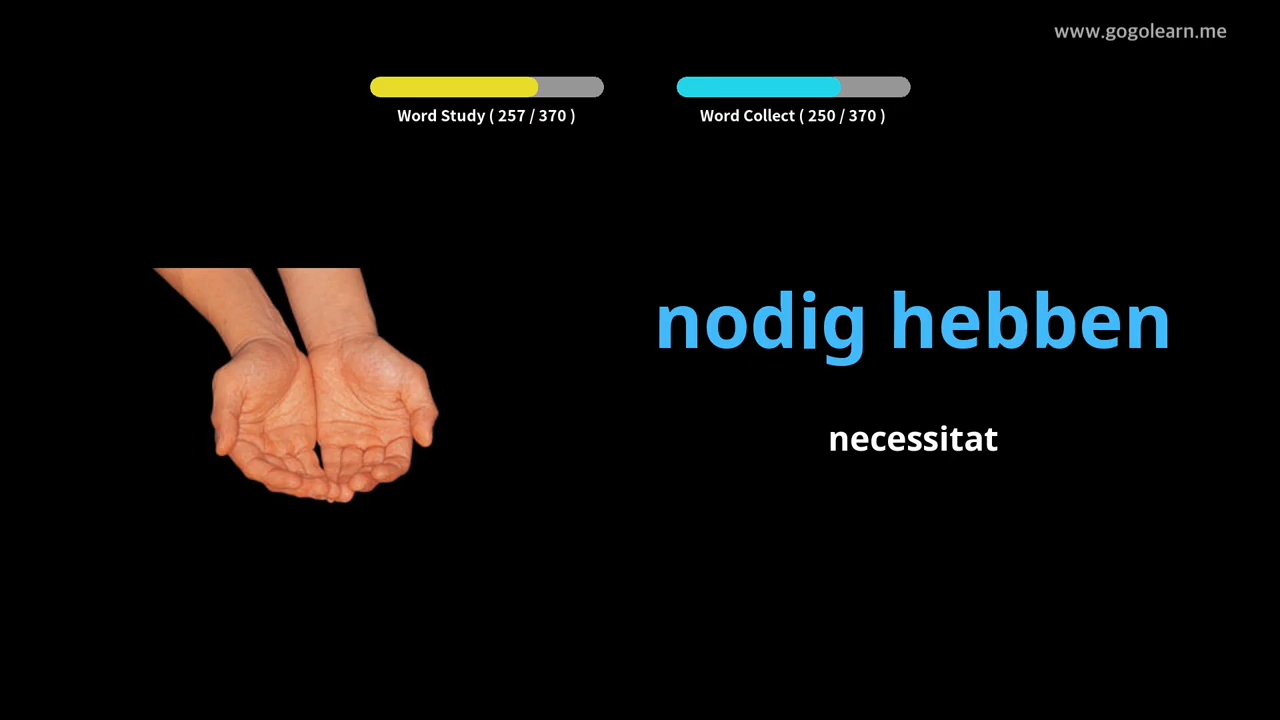 www.gogolearn.me
Word Study ( 257 / 370 )
Word Collect ( 250 / 370 )
nodig hebben
necessitat